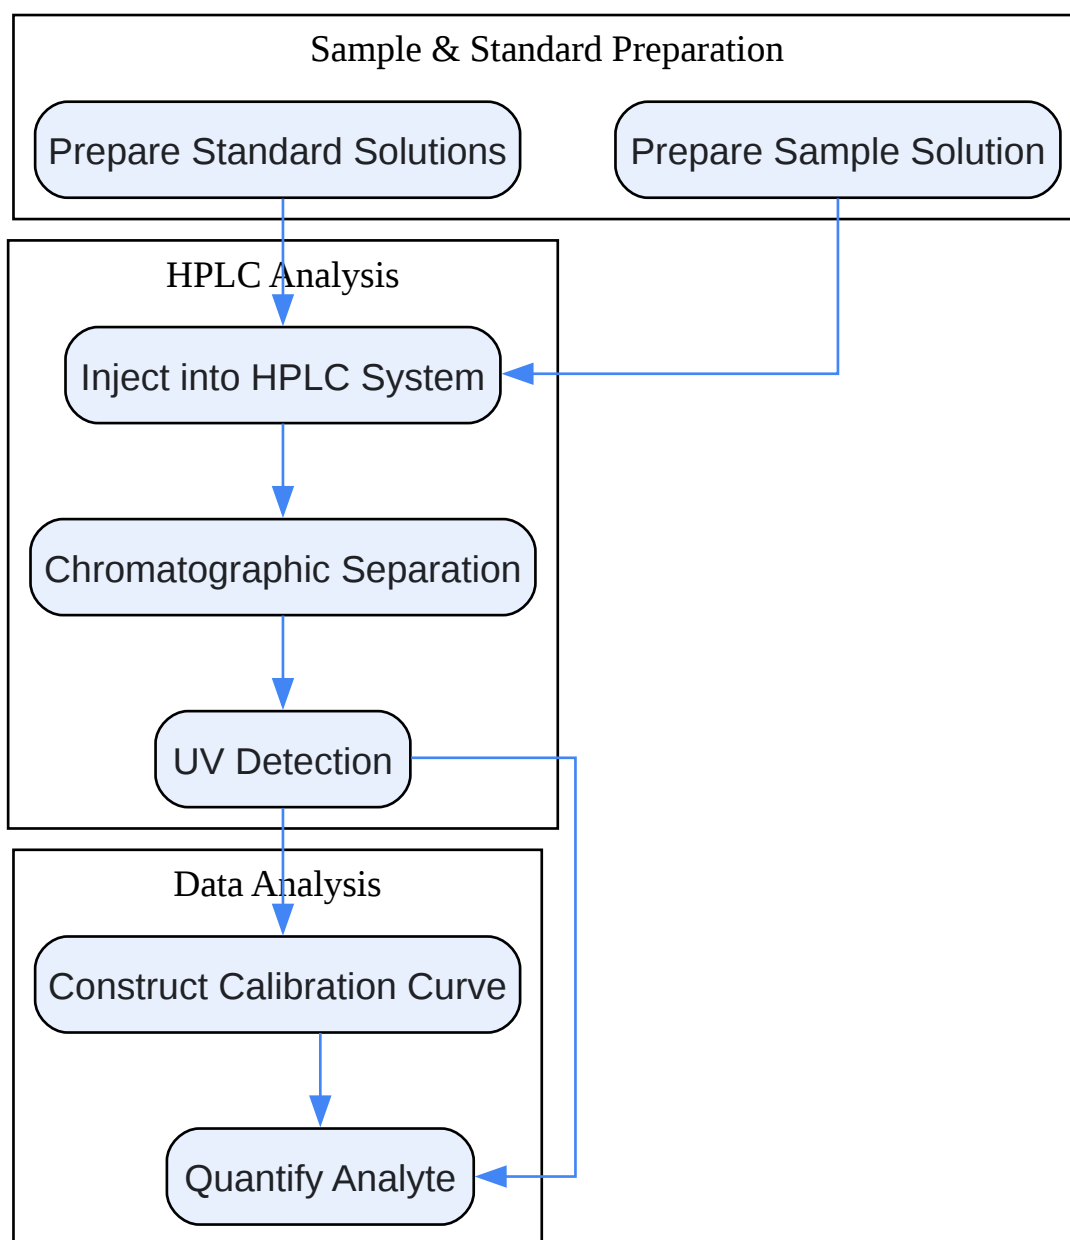 Sample & Standard Preparation
Prepare Standard Solutions
Prepare Sample Solution
HPLC Analysis
Inject into HPLC System
Chromatographic Separation
UV Detection
Data Analysis
Construct Calibration Curve
Quantify Analyte